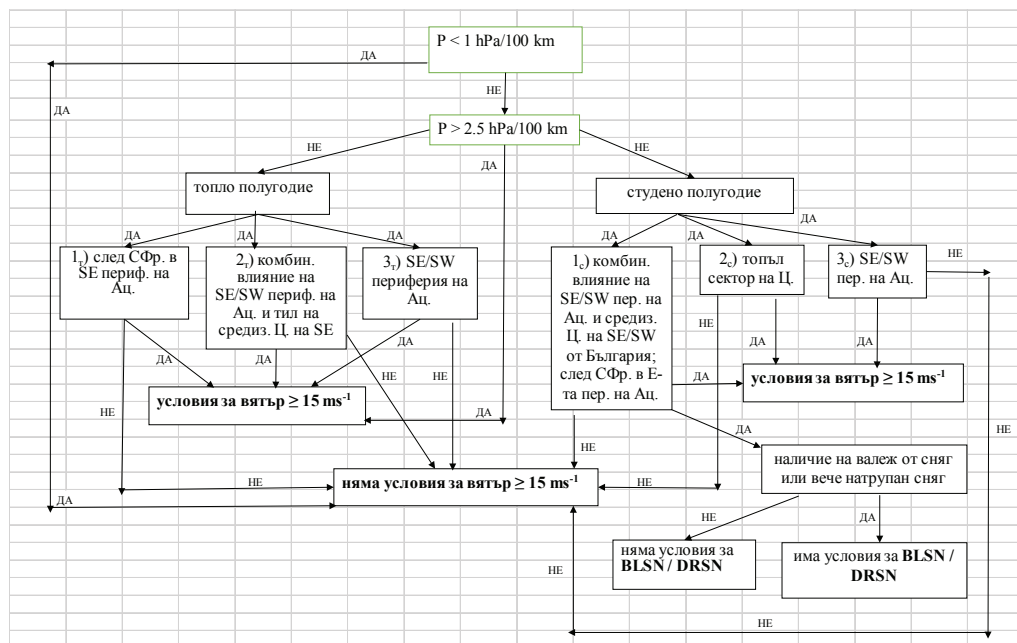 P < 1 hPa/100 km
ДА
НЕ
ДА
P > 2.5 hPa/100 km
НЕ
ДА
НЕ
топло полугодие
студено полугодие
ДА
ДА
ДА
ДА
ДА
ДА
1т) след СФр. в
SE периф. на
Ац.
2т) комбин.
влияние на
SE/SW периф. на
Ац. и тил на
средиз. Ц. на SE
3т) SE/SW
периферия на
Ац.
1с) комбин.
влияние на
SE/SW пер. на
Ац. и средиз.
Ц. на SE/SW
от България;
след СФр. в Е-
та пер. на Ац.
2с) топъл
сектор на Ц.
3с) SE/SW
пер. на Ац.
НЕ
НЕ
ДА
ДА
ДА
ДА
ДА
НЕ
НЕ
условия за вятър ≥ 15 ms-1
ДА
условия за вятър ≥ 15 ms-1
ДА
НЕ
ДА
НЕ
НЕ
наличие на валеж от сняг
или вече натрупан сняг
НЕ
няма условия за вятър ≥ 15 ms-1
НЕ
ДА
НЕ
ДА
няма условия за
BLSN / DRSN
има условия за BLSN /
DRSN
НЕ
НЕ